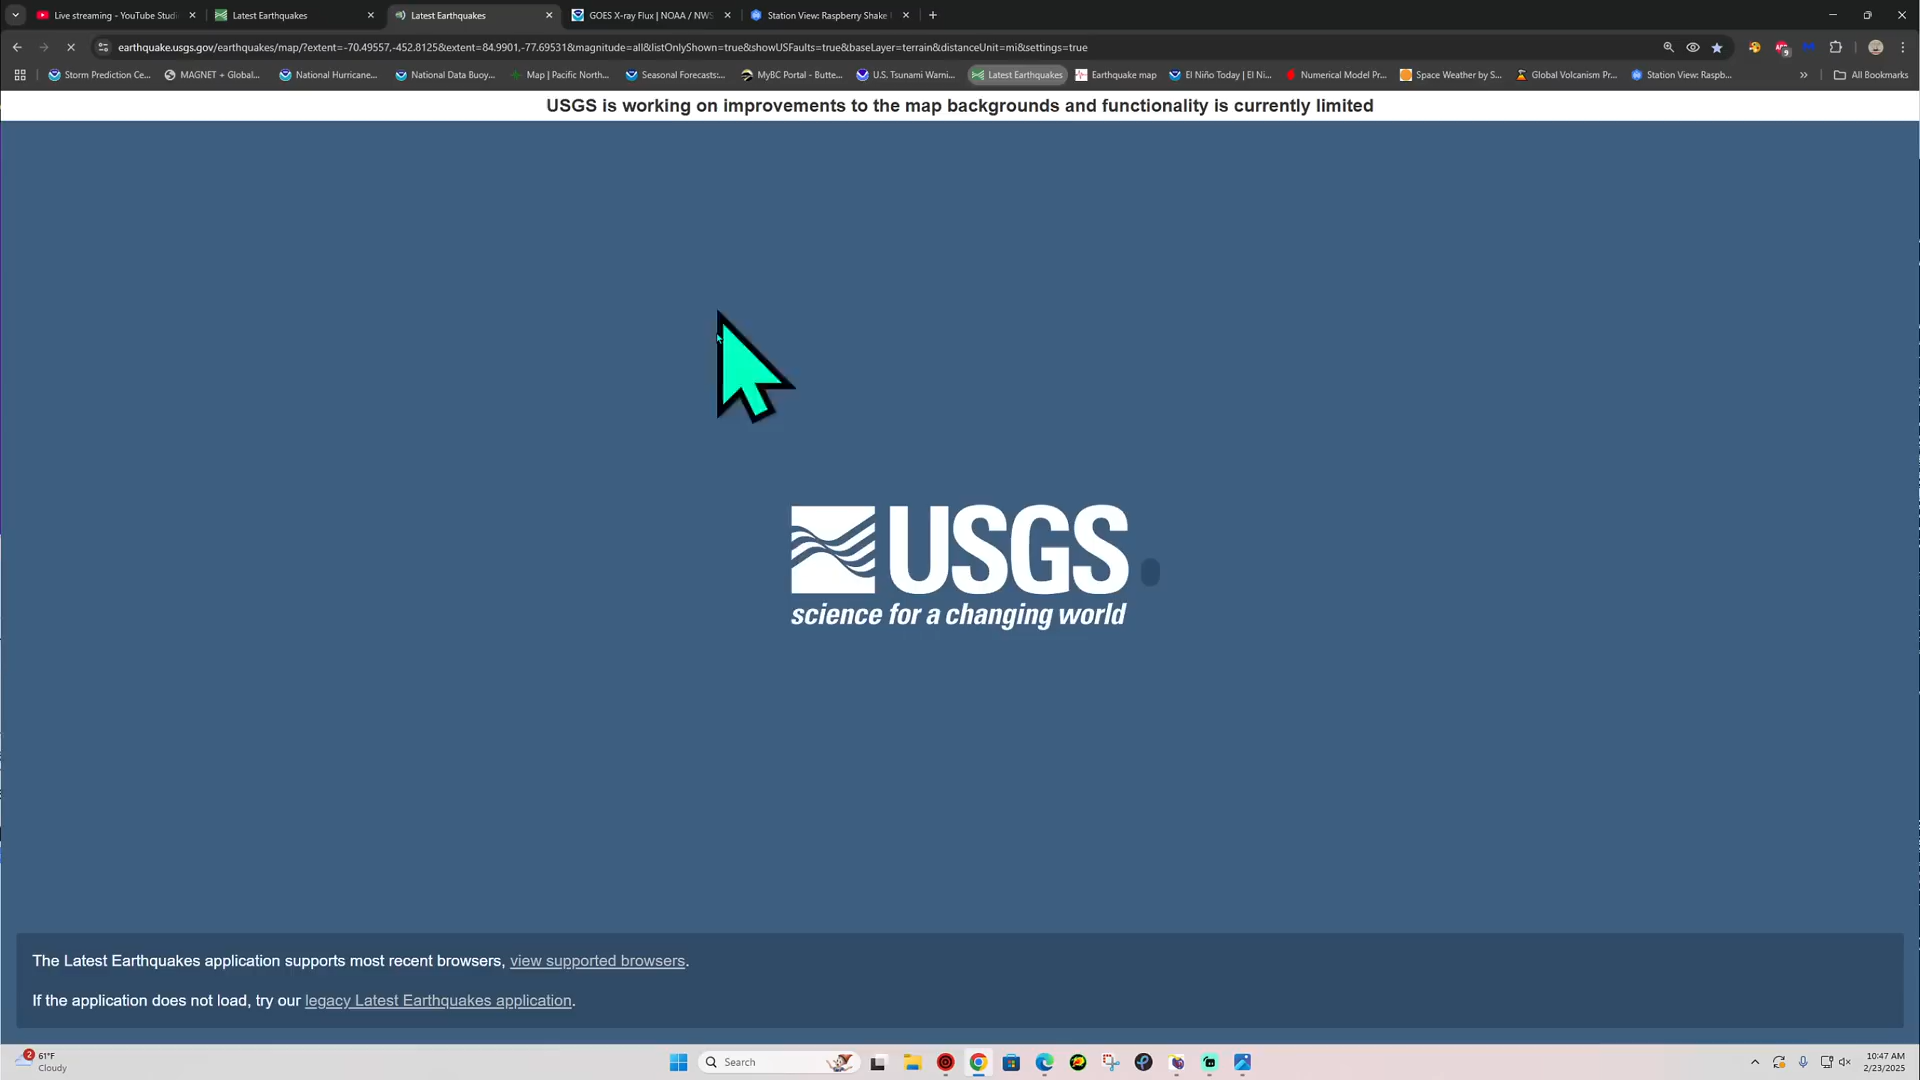 Live streaming - YouTube Studi
Latest Earthquakes
Latest Earthquakes
GOES X-ray Flux | NOAA / NWS
Station View: Raspberry Shake
earthquake.usgs.gov/earthquakes/map/?extent=-70.49557,-452.8125&extent=84.9901,-77.69531&magnitude=all&listOnlyShown=true&showUSFaults=true&baseLayer=terrain&distanceUnit=mi&settings=true
Storm Prediction Ce...
MAGNET + Global...
National Hurricane...
National Data Buoy...
Map | Pacific North...
Seasonal Forecasts:...
MyBC Portal - Butte...
U.S. Tsunami Warni...
Latest Earthquakes
Earthquake map
El Niño Today | El Ni...
Numerical Model Pr...
Space Weather by S...
Global Volcanism Pr...
Station View: Raspb...
All Bookmarks
USGS is working on improvements to the map backgrounds and functionality is currently limited
USGS
science for a changing world
The Latest Earthquakes application supports most recent browsers, view supported browsers.
If the application does not load, try our legacy Latest Earthquakes application.
2
61°F
Cloudy
Search
10:47 AM
2/23/2025